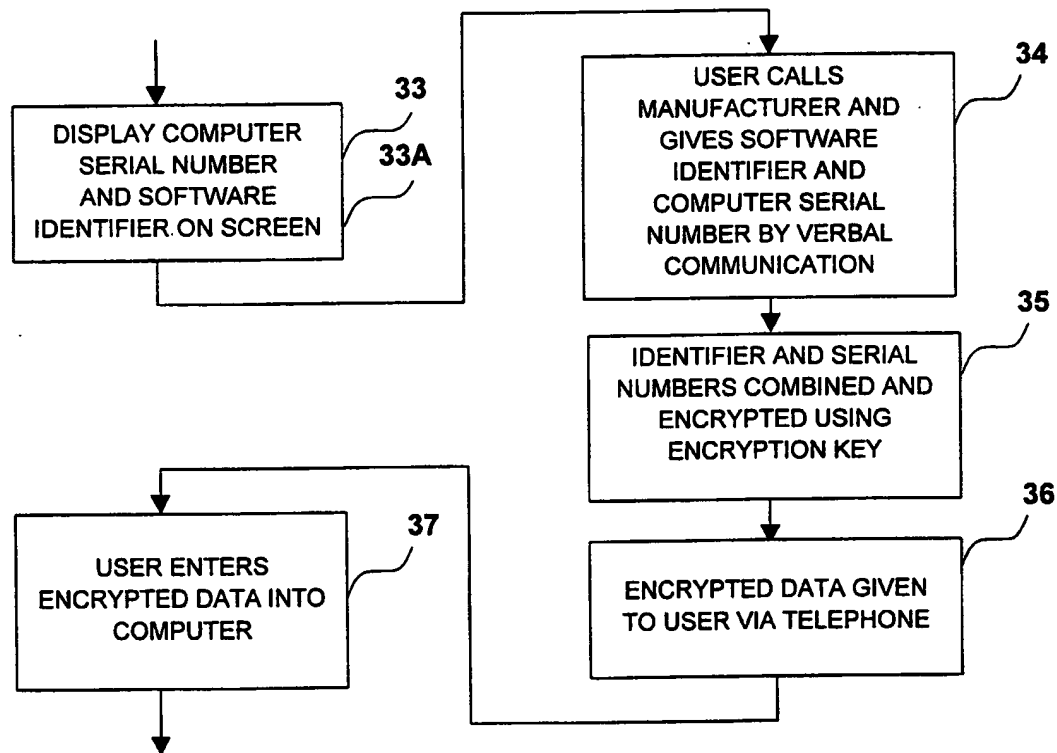 33
33A
DISPLAY COMPUTER
SERIAL NUMBER
AND SOFTWARE
IDENTIFIER ON SCREEN
34
USER CALLS
MANUFACTURER AND
GIVES SOFTWARE
IDENTIFIER AND
COMPUTER SERIAL
NUMBER BY VERBAL
COMMUNICATION
35
IDENTIFIER AND SERIAL
NUMBERS COMBINED AND
ENCRYPTED USING
ENCRYPTION KEY
36
ENCRYPTED DATA GIVEN
TO USER VIA TELEPHONE
37
USER ENTERS
ENCRYPTED DATA INTO
COMPUTER